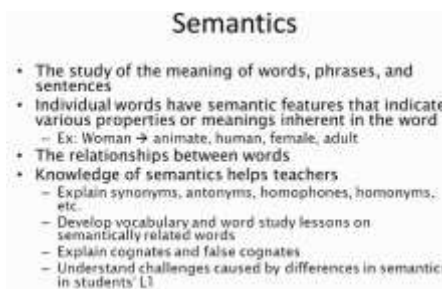 Semantics
• The study of the meaning of words, phrases, and
sentences
• Individual words have semantic features that indicate
various properties or meanings inherent in the word
– Ex: Woman → animate, human, female, adult
• The relationships between words
• Knowledge of semantics helps teachers
– Explain synonyms, antonyms, homophones, homonyms,
etc.
– Develop vocabulary and word study lessons on
semantically related words
– Explain cognates and false cognates
– Understand challenges caused by differences in semantic
in students' L1